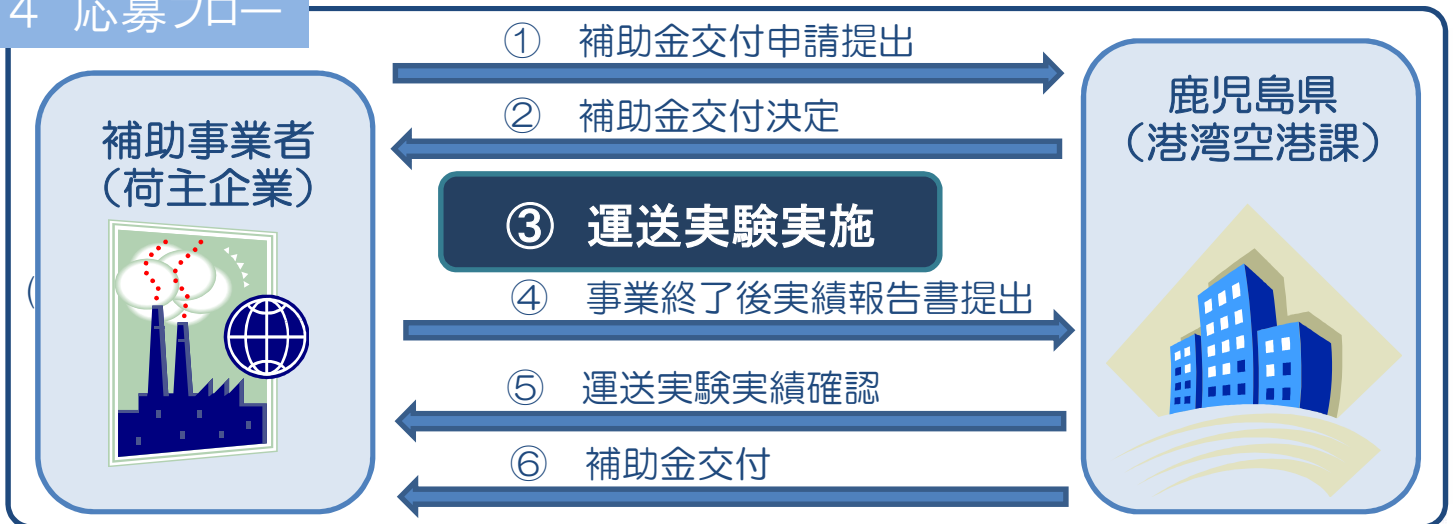 4 応募フロー
① 補助金交付申請提出
② 補助金交付決定
③ 運送実験実施
④ 事業終了後実績報告書提出
⑤ 運送実験実績確認
⑥ 補助金交付
補助事業者
(荷主企業)
鹿児島県
(港湾空港課)
(